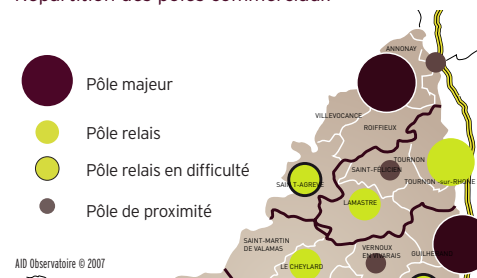 Répartition des pôles commerciaux
ANNONAY
Pôle majeur
VILLEVOCANCE
ROIFFIEUX
Pôle relais
TOURNON
SAINT-FELICIEN
Pôle relais en difficulté
SAINT-AGREVE
TOURNON -sur-RHONE
LAMASTRE
Pôle de proximité
SAINT-MARTIN
DE VALAMAS
VERNOUX
EN VIVARAIS
LE CHEYLARD
AID Observatoire © 2007